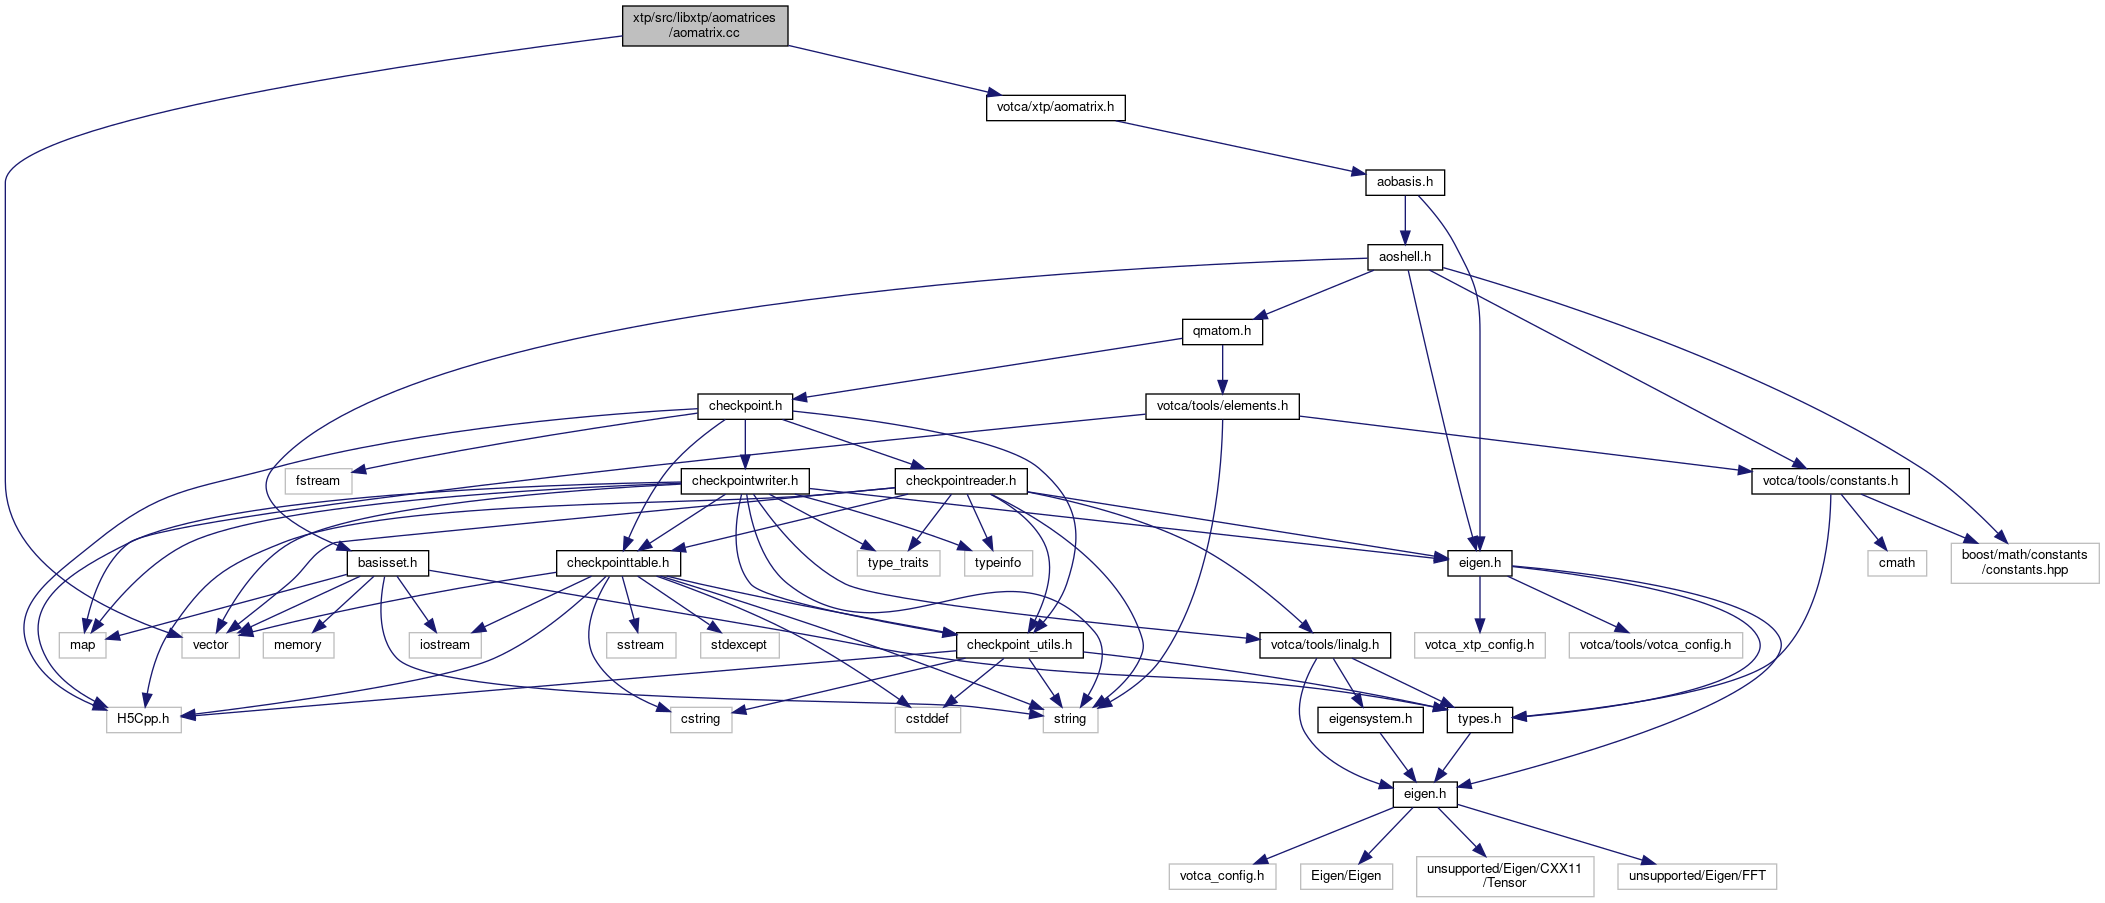 xtp/src/libxtp/aomatrices
/aomatrix.cc
votca/xtp/aomatrix.h
aobasis.h
aoshell.h
qmatom.h
checkpoint.h
votca/tools/elements.h
fstream
checkpointwriter.h
checkpointreader.h
votca/tools/constants.h
basisset.h
checkpointtable.h
type_traits
typeinfo
eigen.h
cmath
boost/math/constants
/constants.hpp
map
vector
memory
iostream
sstream
stdexcept
checkpoint_utils.h
votca/tools/linalg.h
votca_xtp_config.h
votca/tools/votca_config.h
H5Cpp.h
cstring
cstddef
string
eigensystem.h
types.h
eigen.h
votca_config.h
Eigen/Eigen
unsupported/Eigen/CXX11
/Tensor
unsupported/Eigen/FFT